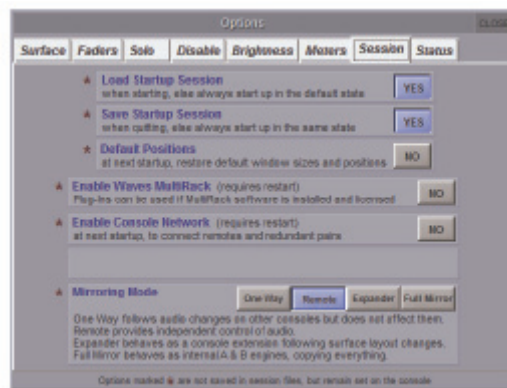 Options
CLOSE
Surface Faders Solo Disable Brightness Meters Session Status
* Load Startup Session
when starting, else always start up in the default state
YES
* Save Startup Session
when quitting, else always start up in the same state
YES
* Default Positions
at next startup, restore default window sizes and positions
NO
* Enable Waves MultiRack (requires restart)
Plug-ins can be used if MultiRack software is installed and licensed
NO
* Enable Console Network (requires restart)
at next startup, to connect remotes and redundant pairs
NO
* Mirroring Mode
One Way Remote Expander Full Mirror
One Way follows audio changes on other consoles but does not affect them.
Remote provides independent control of audio.
Expander behaves as a console extension following surface layout changes.
Full Mirror behaves as internal A & B engines, copying everything.
Options marked * are not saved in session files, but remain set on the console